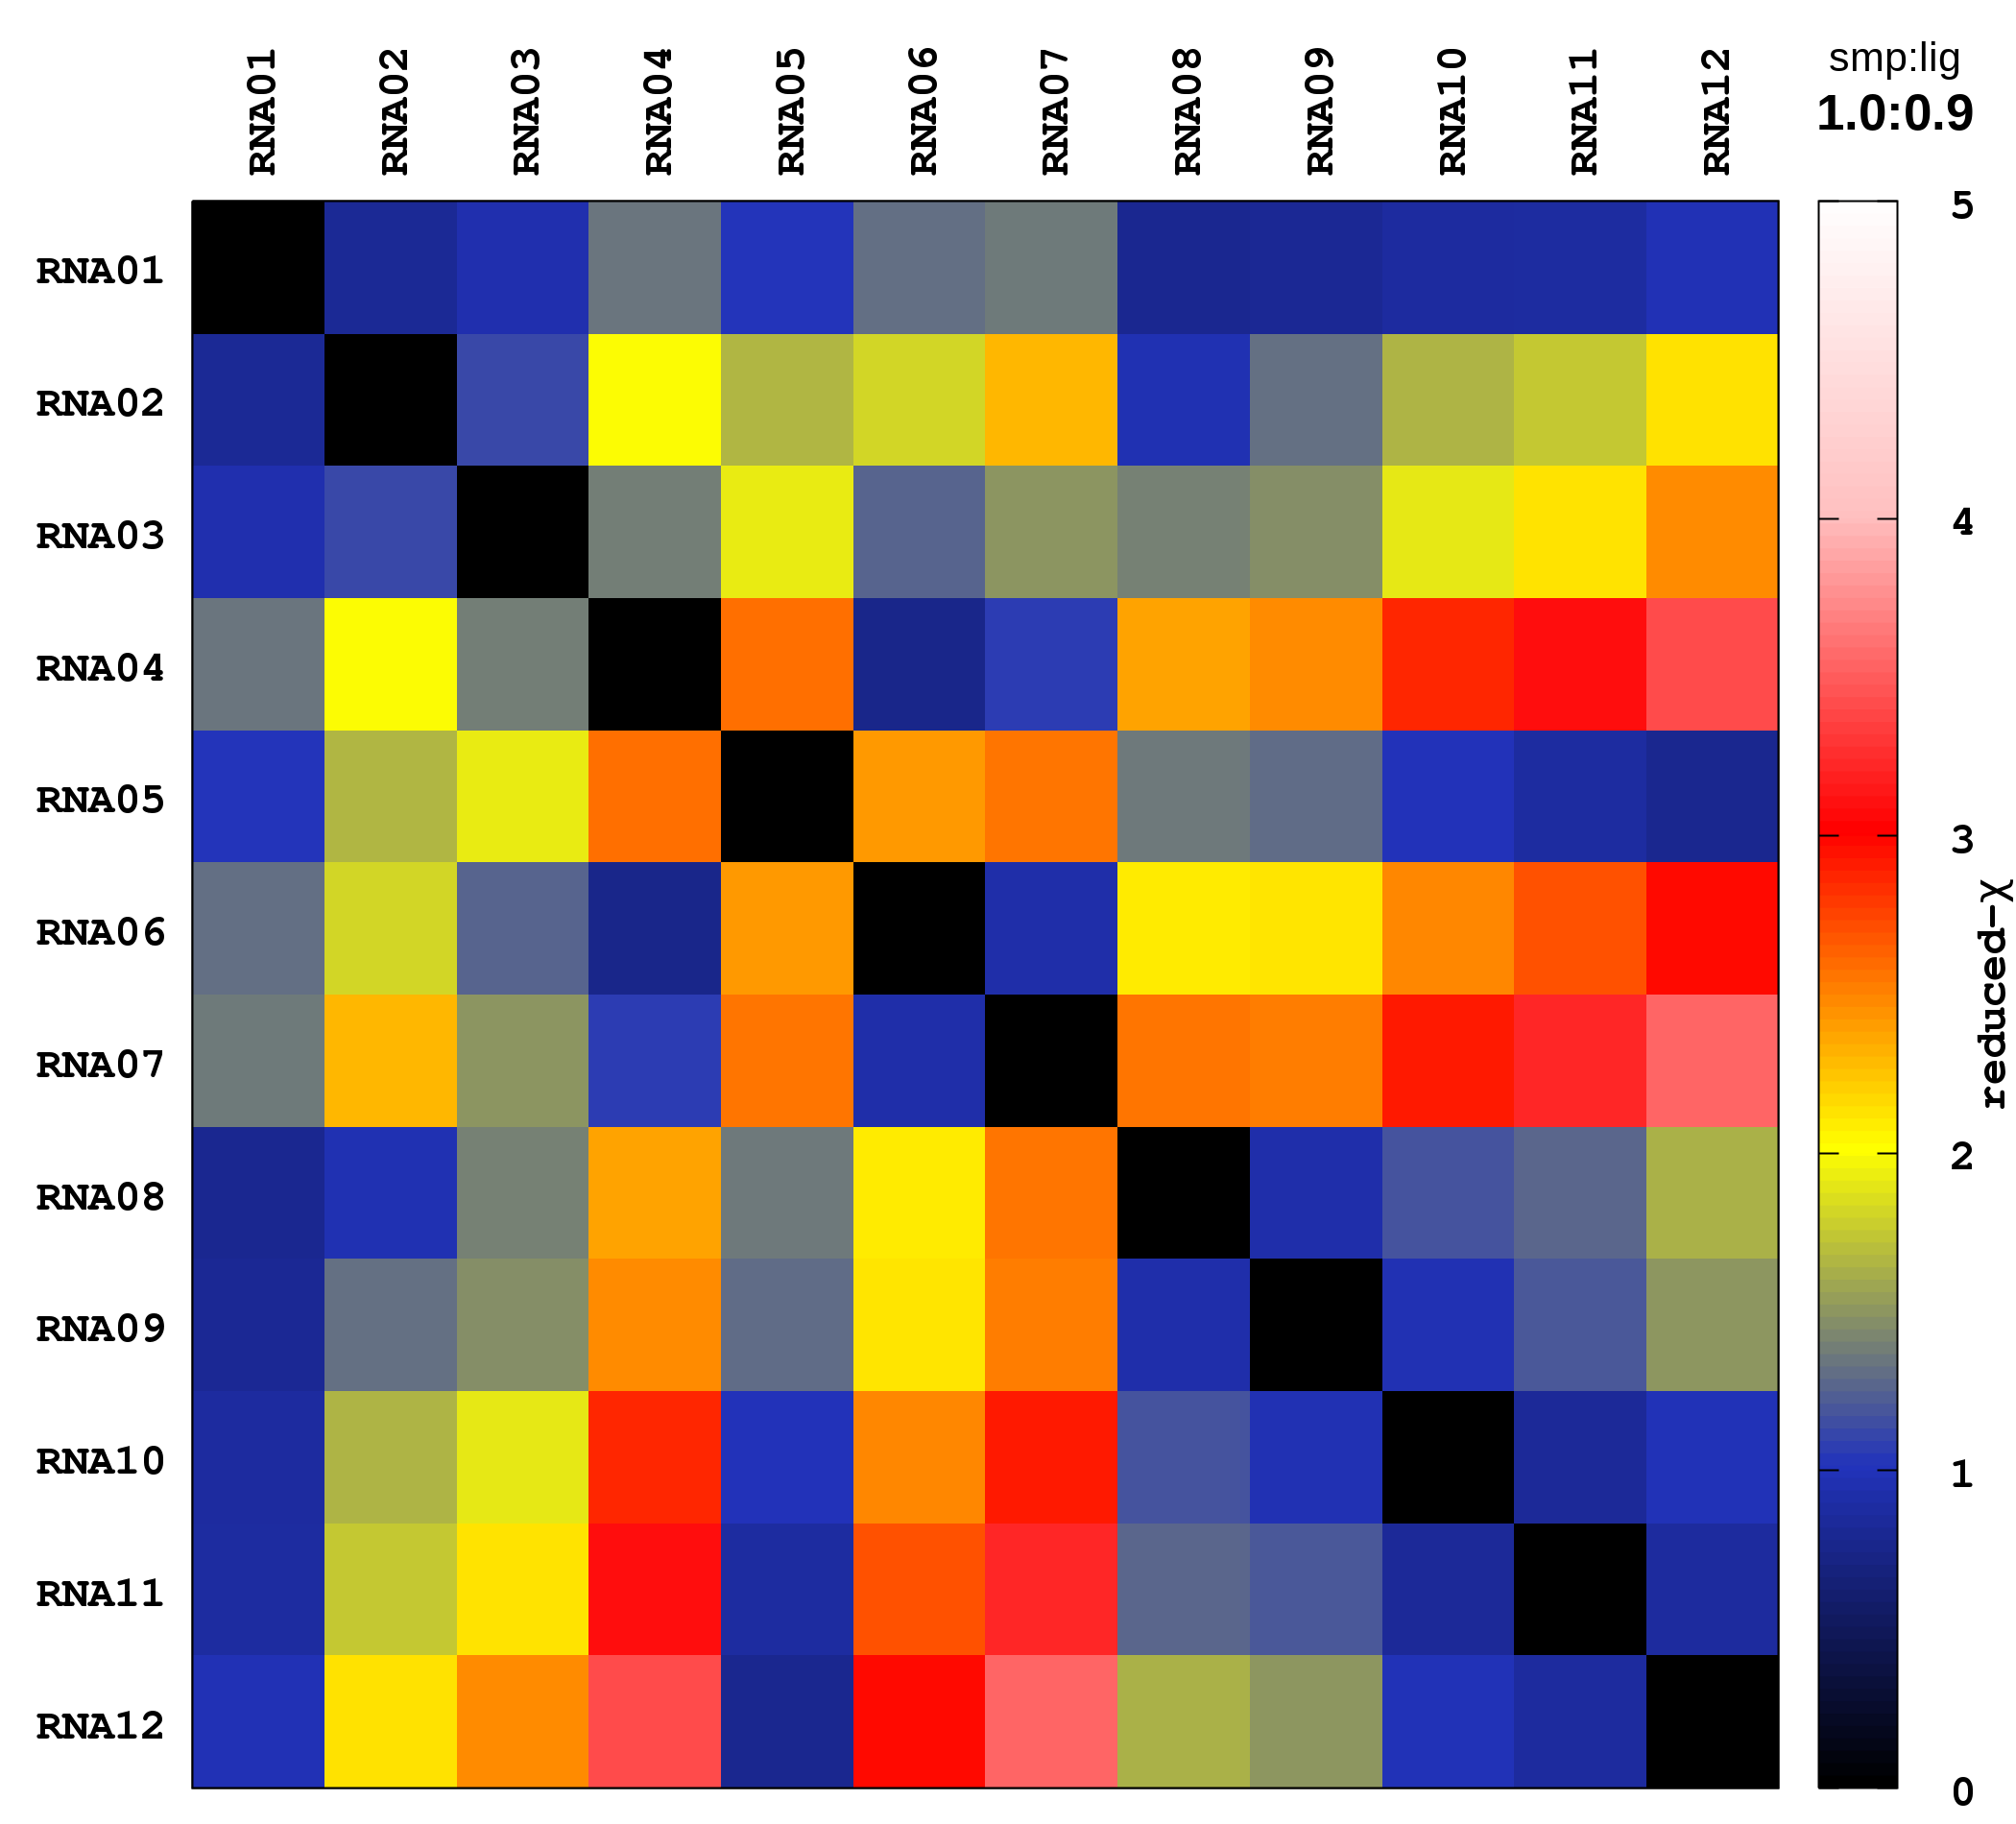 RNA01 RNA02 RNA03 RNA04 RNA05 RNA06 RNA07 RNA08 RNA09 RNA10 RNA11 RNA12
smp:lig
1.0:0.9
RNA01
RNA02
RNA03
RNA04
RNA05
RNA06
RNA07
RNA08
RNA09
RNA10
RNA11
RNA12
5
4
3
2
1
0
reduced-χ